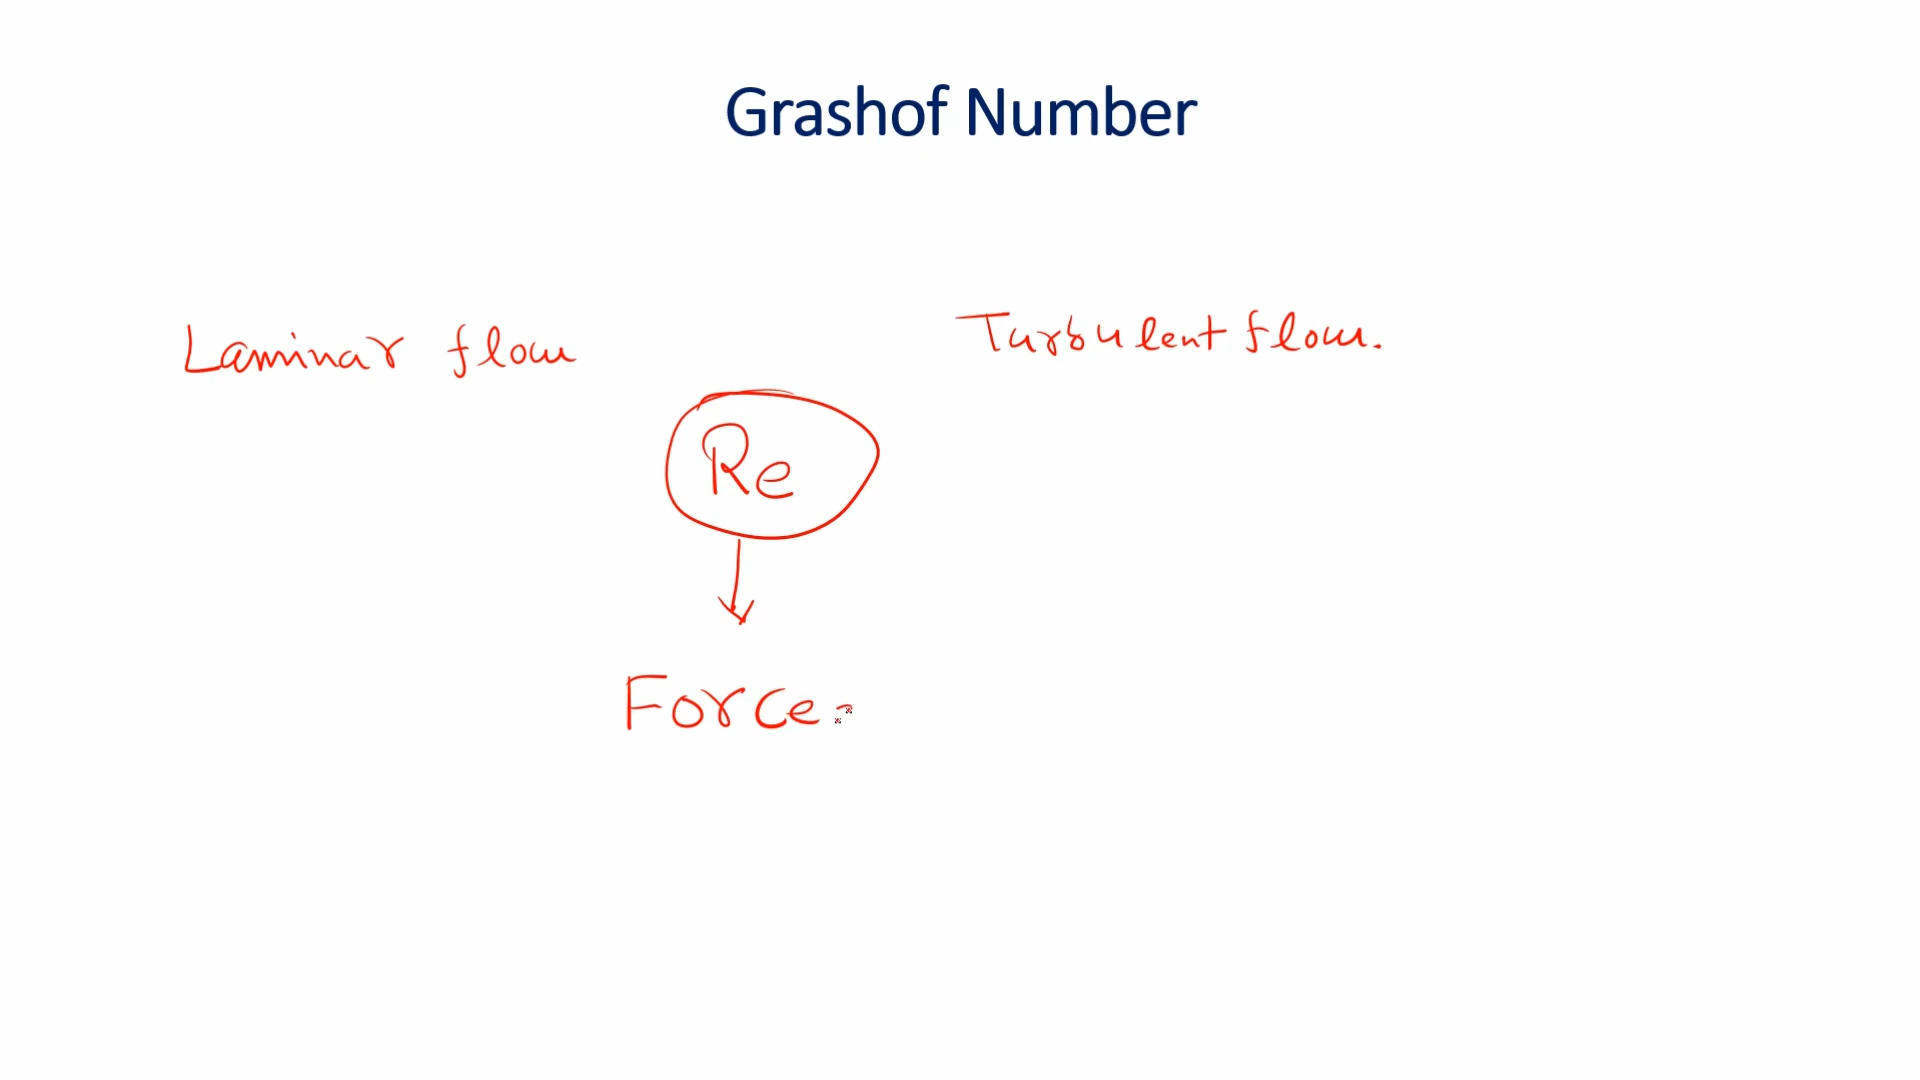 Grashof Number
Laminar flow
Turbulent flow.
Re
Force